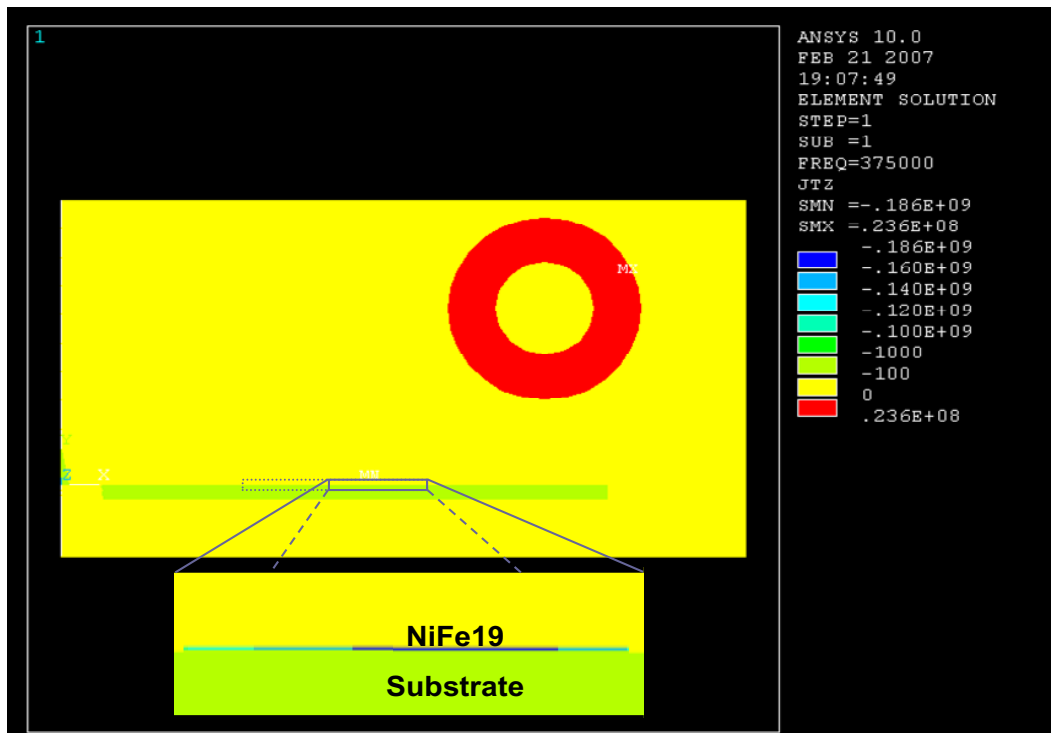 1
ANSYS 10.0
FEB 21 2007
19:07:49
ELEMENT SOLUTION
STEP=1
SUB =1
FREQ=375000
JTZ
SMN =-.186E+09
SMX =.236E+08
-.186E+09
-.160E+09
-.140E+09
-.120E+09
-.100E+09
-1000
-100
0
.236E+08
MX
Y
Z X
MN
NiFe19
Substrate